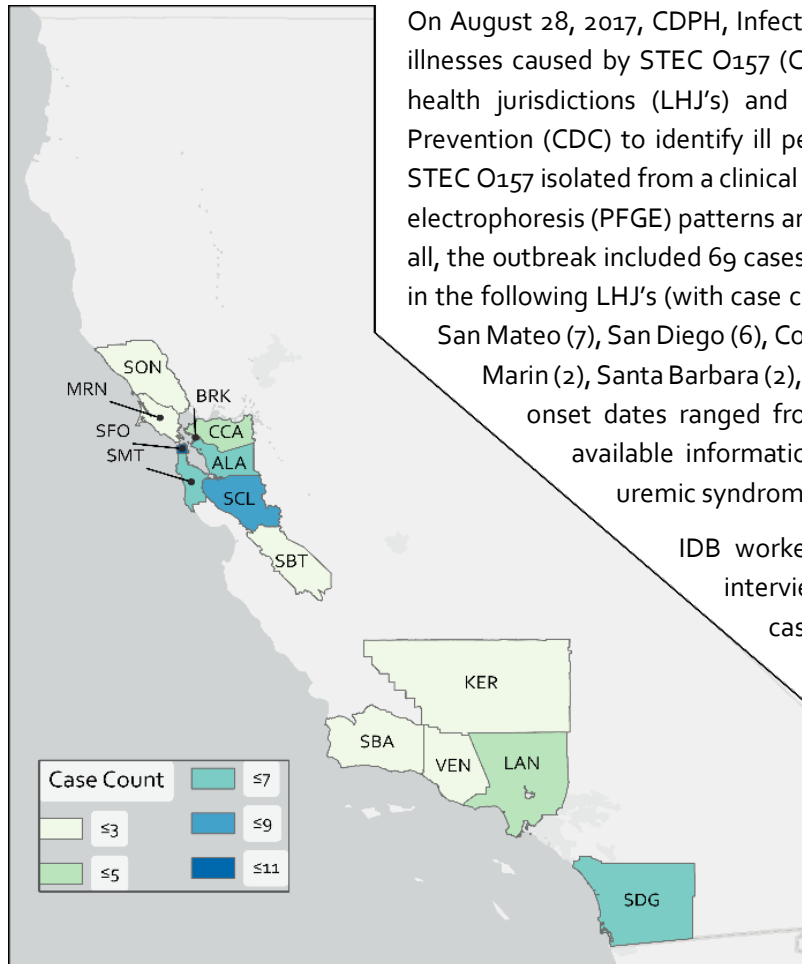 On August 28, 2017, CDPH, Infect
illnesses caused by STEC O157 (C
health jurisdictions (LHJ's) and
Prevention (CDC) to identify ill pe
STEC O157 isolated from a clinical
electrophoresis (PFGE) patterns an
all, the outbreak included 69 cases
in the following LHJ's (with case c
San Mateo (7), San Diego (6), Co
Marin (2), Santa Barbara (2),
onset dates ranged fro
available informatio
uremic syndrom
IDB worke
intervie
cas
SON
MRN
BRK
SFO
CCA
SMT
ALA
SCL
SBT
KER
SBA
VEN
LAN
SDG
Case Count
≤3
≤5
≤7
≤9
≤11